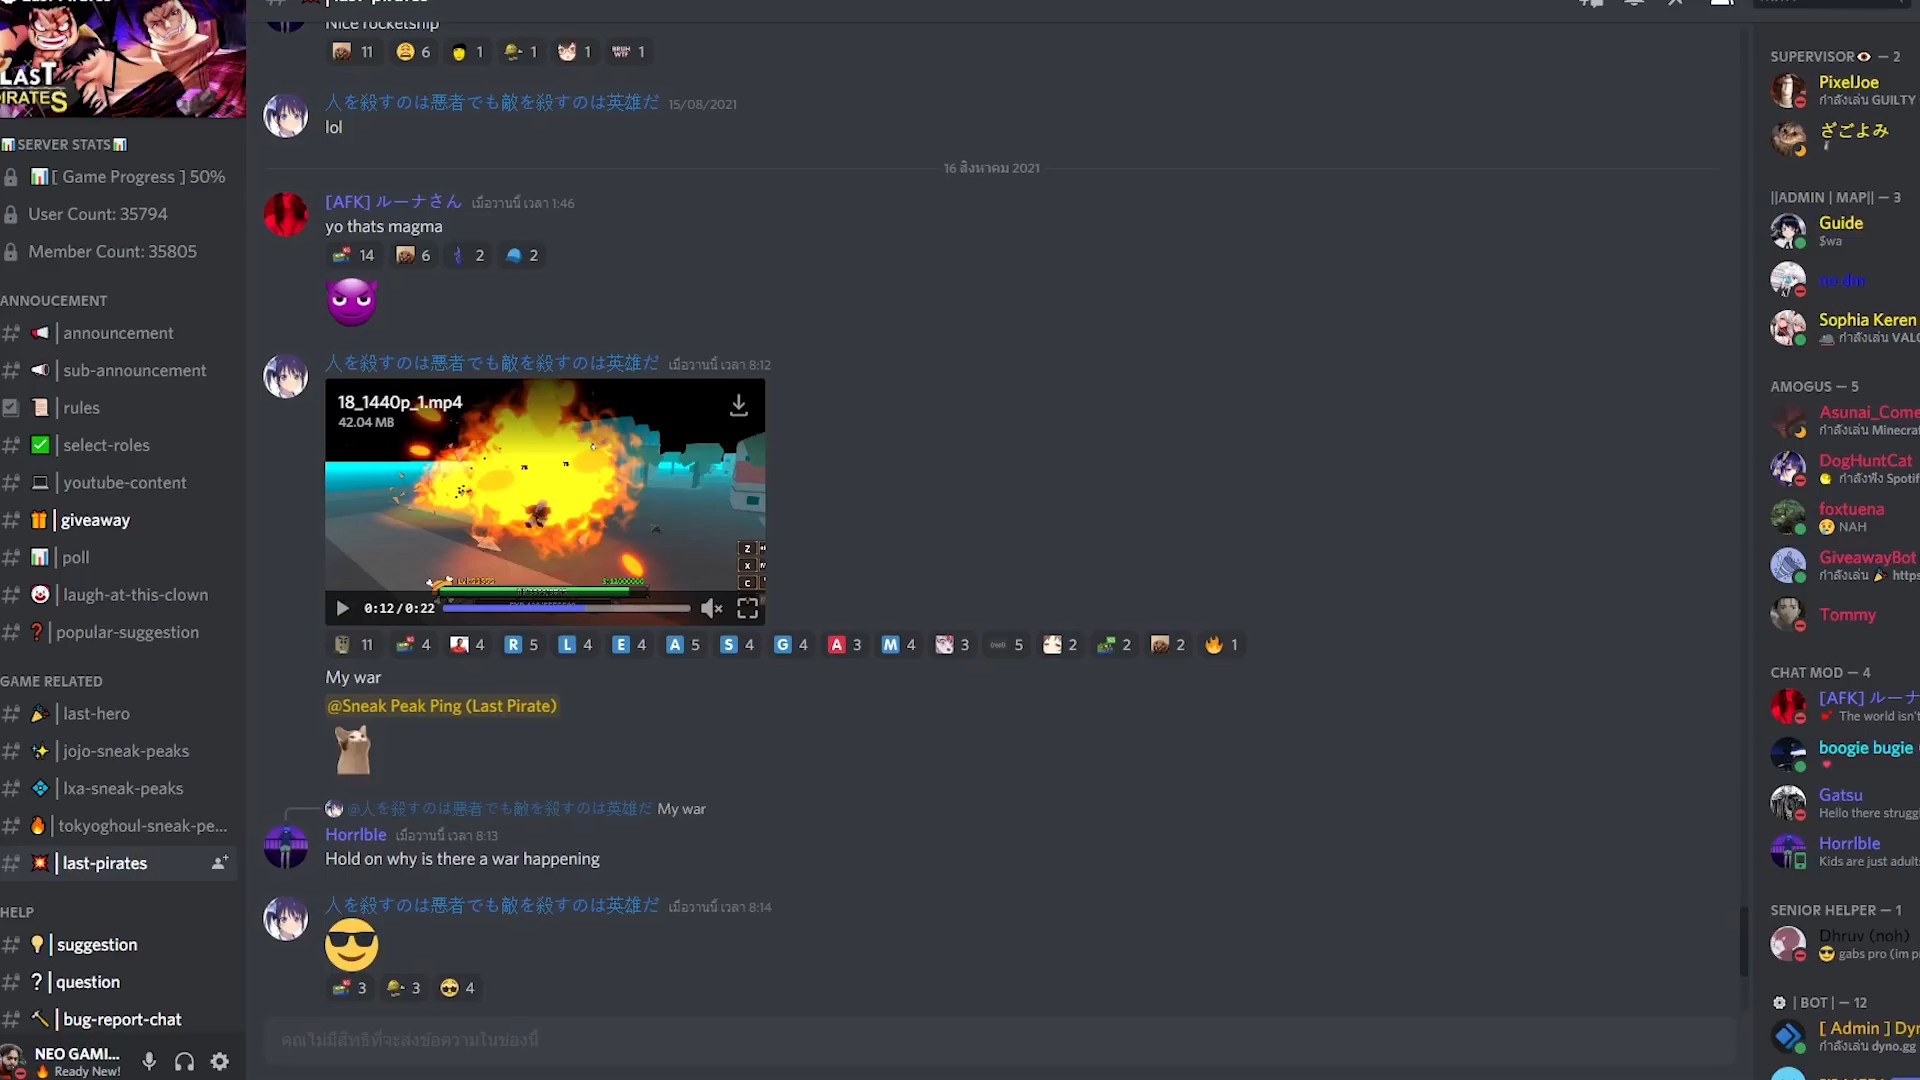 LAST
PIRATES
SERVER STATS
[ Game Progress ] 50%
User Count: 35794
Member Count: 35805
ANNOUCEMENT
announcement
sub-announcement
rules
select-roles
youtube-content
giveaway
poll
laugh-at-this-clown
popular-suggestion
GAME RELATED
last-hero
jojo-sneak-peaks
lxa-sneak-peaks
tokyoghoul-sneak-pe...
last-pirates
HELP
suggestion
question
bug-report-chat
NEO GAMI...
Ready New!
last-pirates
Nice rocketship
11 6 1 1 1 BRUH WTF 1
人を殺すのは悪者でも敵を殺すのは英雄だ 15/08/2021
lol
16 สิงหาคม 2021
[AFK] ルーナさん เมื่อวานนี้ เวลา 1:46
yo thats magma
14 6 2 2
人を殺すのは悪者でも敵を殺すのは英雄だ เมื่อวานนี้ เวลา 8:12
18_1440p_1.mp4
42.04 MB
Z
X
C
0:12/0:22
11 4 4 R 5 L 4 E 4 A 5 S 4 G 4 A 3 M 4 3 5 2 2 2 1
My war
@Sneak Peak Ping (Last Pirate)
@人を殺すのは悪者でも敵を殺すのは英雄だ My war
Horrlble เมื่อวานนี้ เวลา 8:13
Hold on why is there a war happening
人を殺すのは悪者でも敵を殺すのは英雄だ เมื่อวานนี้ เวลา 8:14
3 3 4
คุณไม่มีสิทธิ์ที่จะส่งข้อความในช่องนี้
SUPERVISOR — 2
PixelJoe
กำลังเล่น GUILTY
ざごよみ
||ADMIN | MAP|| — 3
Guide
$wa
no dm
Sophia Keren
กำลังเล่น VALO
AMOGUS — 5
Asunai_Come
กำลังเล่น Minecraf
DogHuntCat
กำลังฟัง Spotif
foxtuena
NAH
GiveawayBot
กำลังเล่น https
Tommy
CHAT MOD — 4
[AFK] ルーナ
The world isn't
boogie bugie
Gatsu
Hello there struggl
Horrlble
Kids are just adult
SENIOR HELPER — 1
Dhruv (noh)
gabs pro (im p
| BOT | — 12
[ Admin ] Dyn
กำลังเล่น dyno.gg